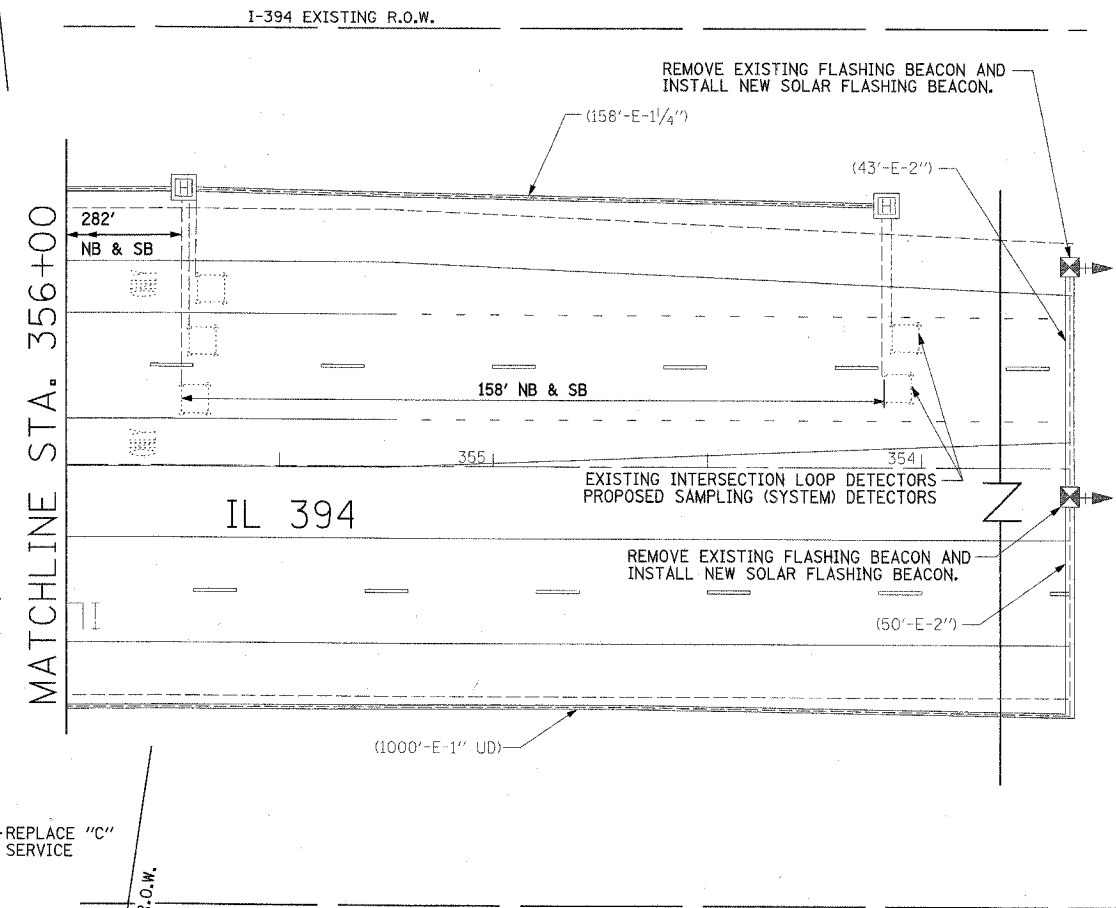 I-394 EXISTING R.O.W.
REMOVE EXISTING FLASHING BEACON AND
INSTALL NEW SOLAR FLASHING BEACON.
(158'-E-1 1/4")
(43'-E-2")
H
H
282'
NB & SB
MATCHLINE STA. 356+00
158' NB & SB
355
354
EXISTING INTERSECTION LOOP DETECTORS
PROPOSED SAMPLING (SYSTEM) DETECTORS
IL 394
REMOVE EXISTING FLASHING BEACON AND
INSTALL NEW SOLAR FLASHING BEACON.
(50'-E-2")
(1000'-E-1" UD)
REPLACE "C"
SERVICE
R.O.W.